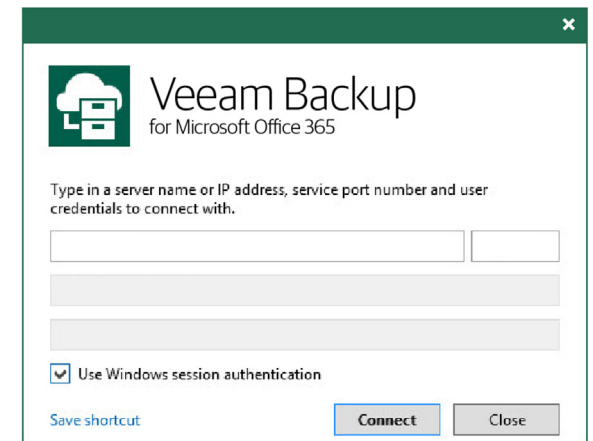 Veeam Backup
for Microsoft Office 365
Type in a server name or IP address, service port number and user
credentials to connect with.
Use Windows session authentication
Save shortcut
Connect
Close